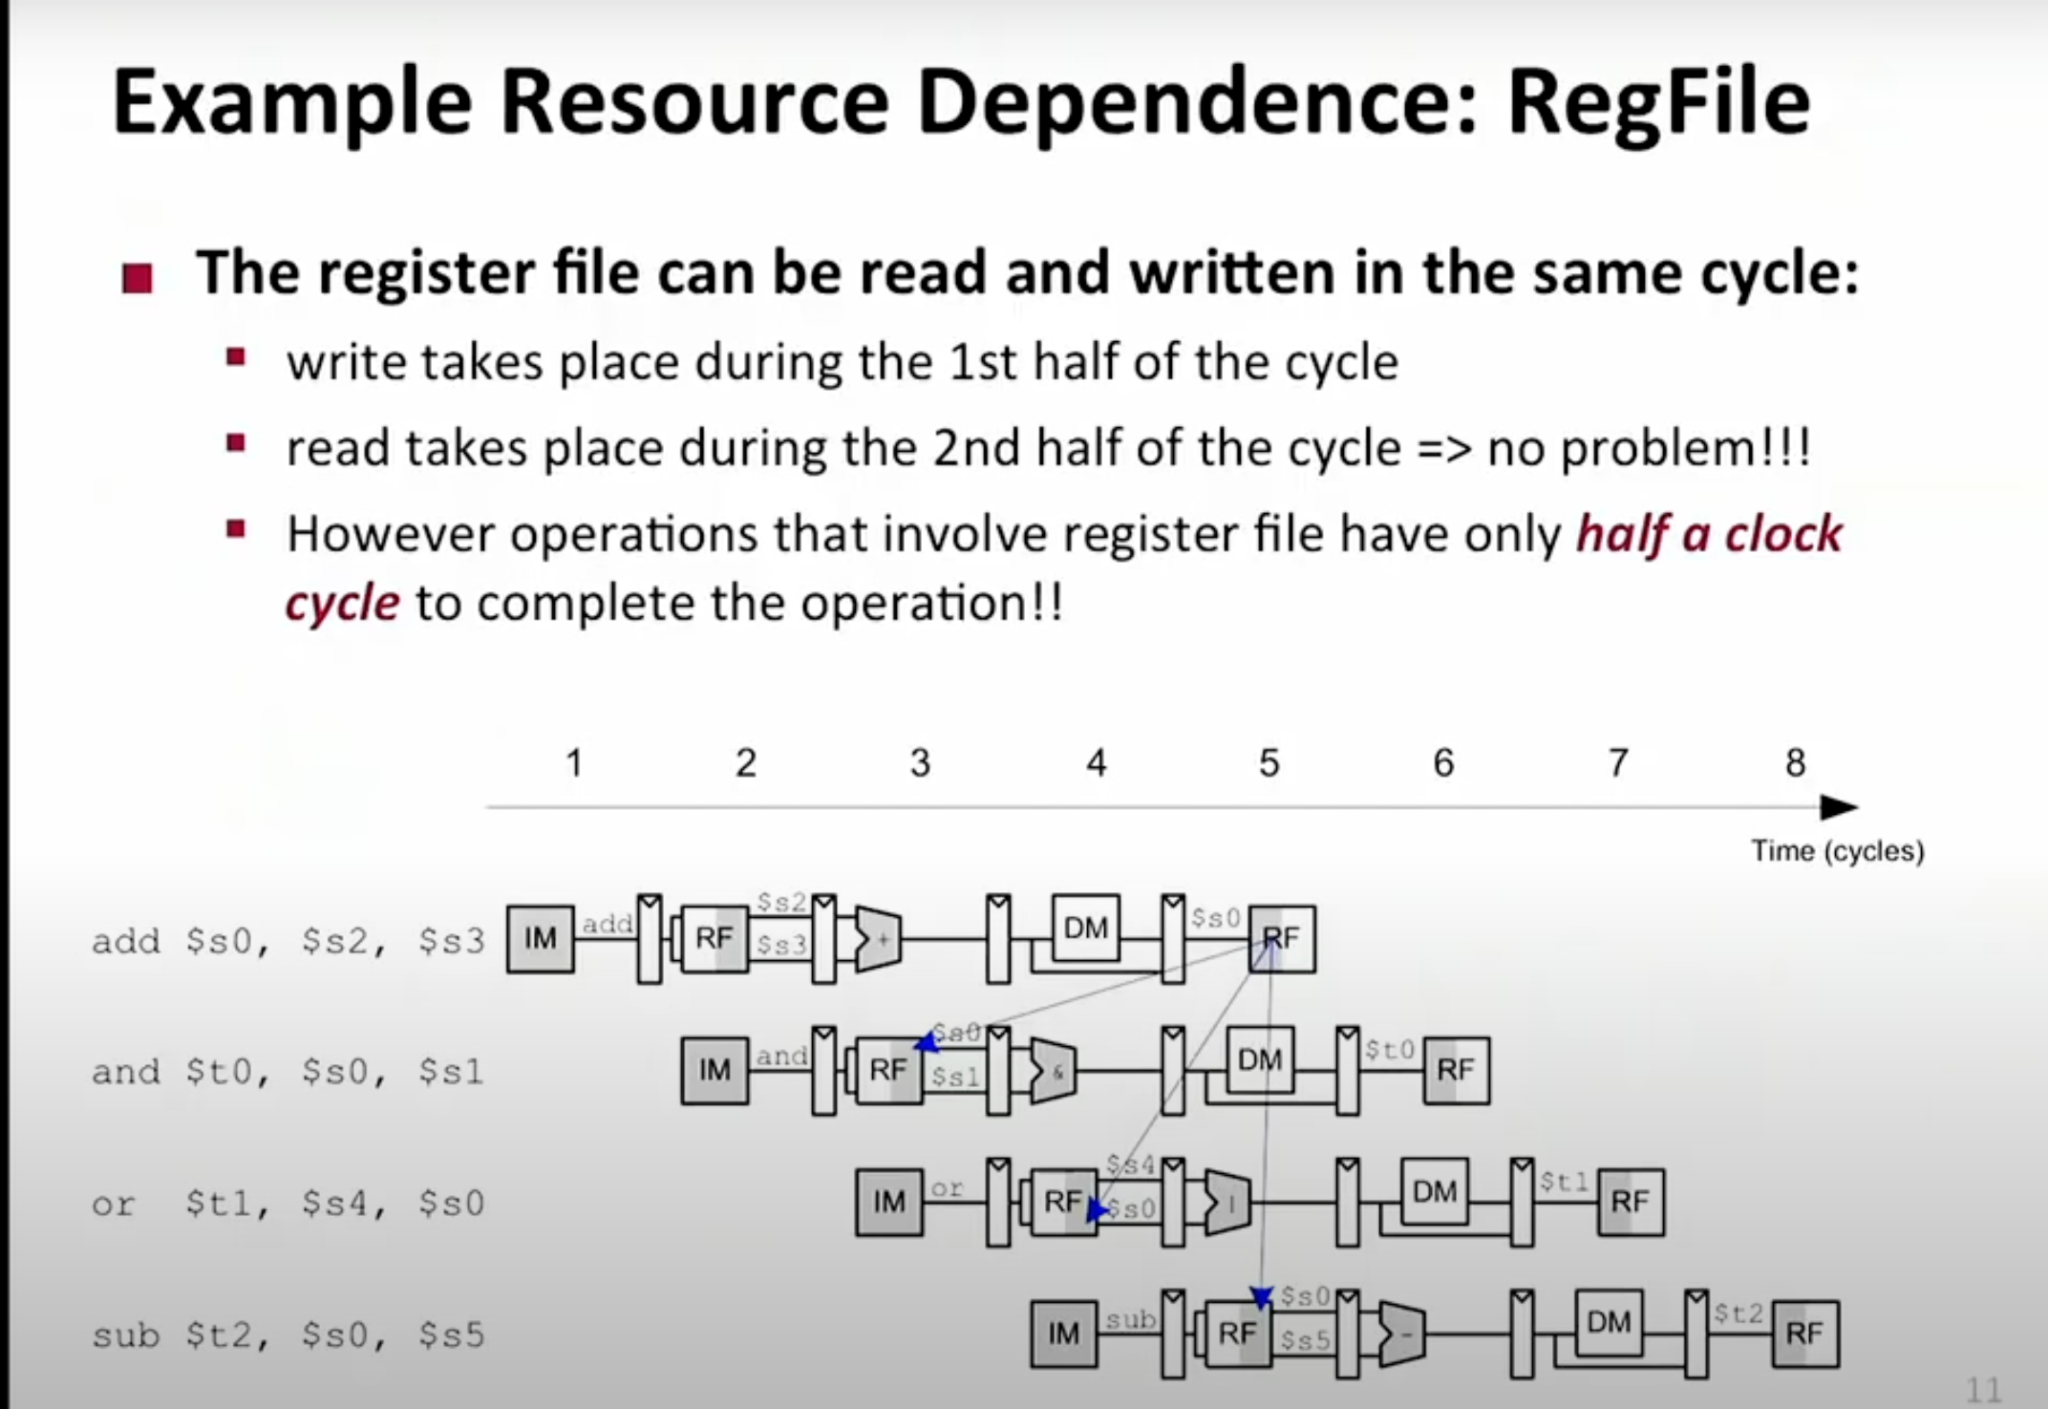 Example Resource Dependence: RegFile
The register file can be read and written in the same cycle:
write takes place during the 1st half of the cycle
read takes place during the 2nd half of the cycle => no problem!!!
However operations that involve register file have only half a clock
cycle to complete the operation!!
1 2 3 4 5 6 7 8
Time (cycles)
add $s0, $s2, $s3 IM add RF $s2 $s3 + DM $s0 RF
and $t0, $s0, $s1 IM and RF $s0 $s1 & DM $t0 RF
or $t1, $s4, $s0 IM or RF $s4 $s0 | DM $t1 RF
sub $t2, $s0, $s5 IM sub RF $s0 $s5 - DM $t2 RF
11